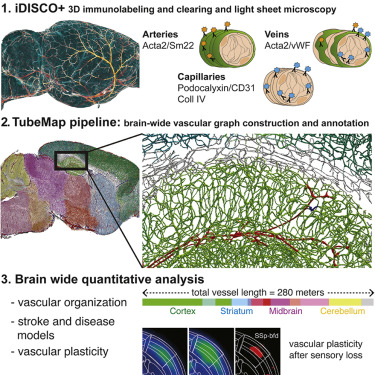 1. iDISCO+ 3D immunolabeling and clearing and light sheet microscopy
Arteries
Acta2/Sm22
Veins
Acta2/vWF
Capillaries
Podocalyxin/CD31
Coll IV
2. TubeMap pipeline: brain-wide vascular graph construction and annotation
3. Brain wide quantitative analysis
- vascular organization
- stroke and disease
models
- vascular plasticity
total vessel length = 280 meters
Cortex Striatum Midbrain Cerebellum
SSp-bfd
vascular plasticity
after sensory loss